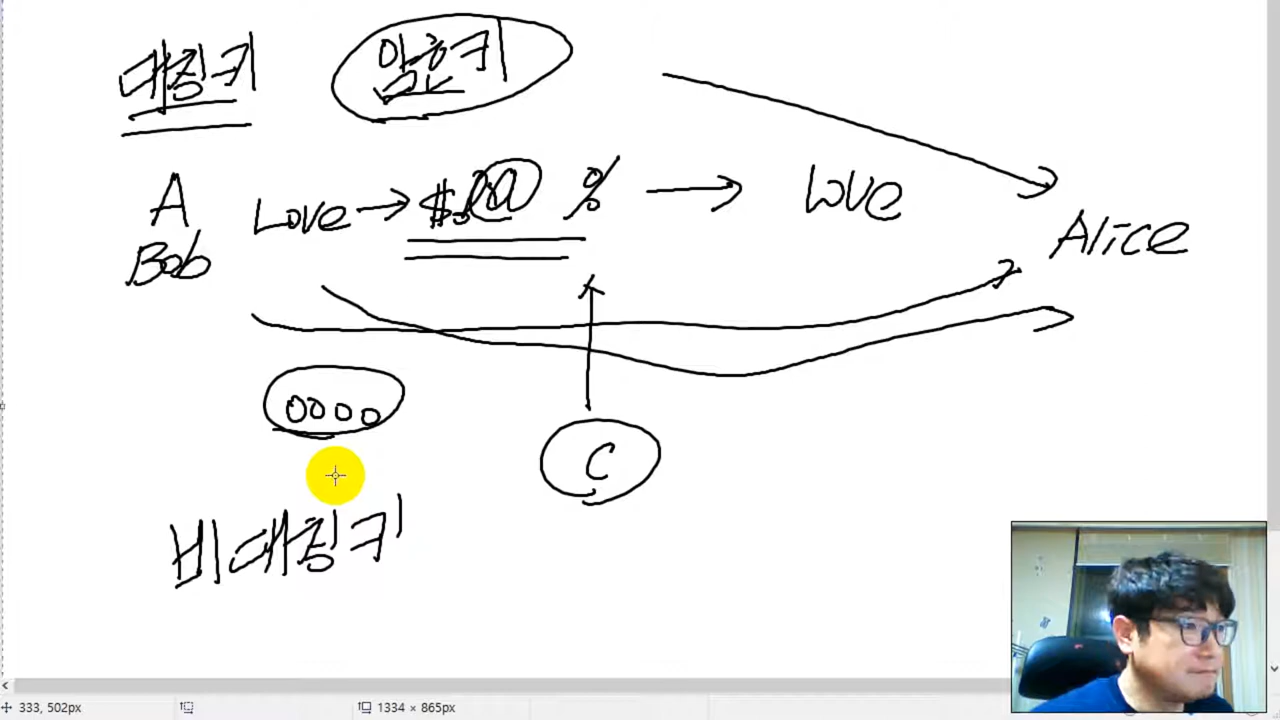 대칭키 암호키
A Love → $@ % → Love
Bob Alice
0000
C
비대칭키
333, 502px 1334 × 865px